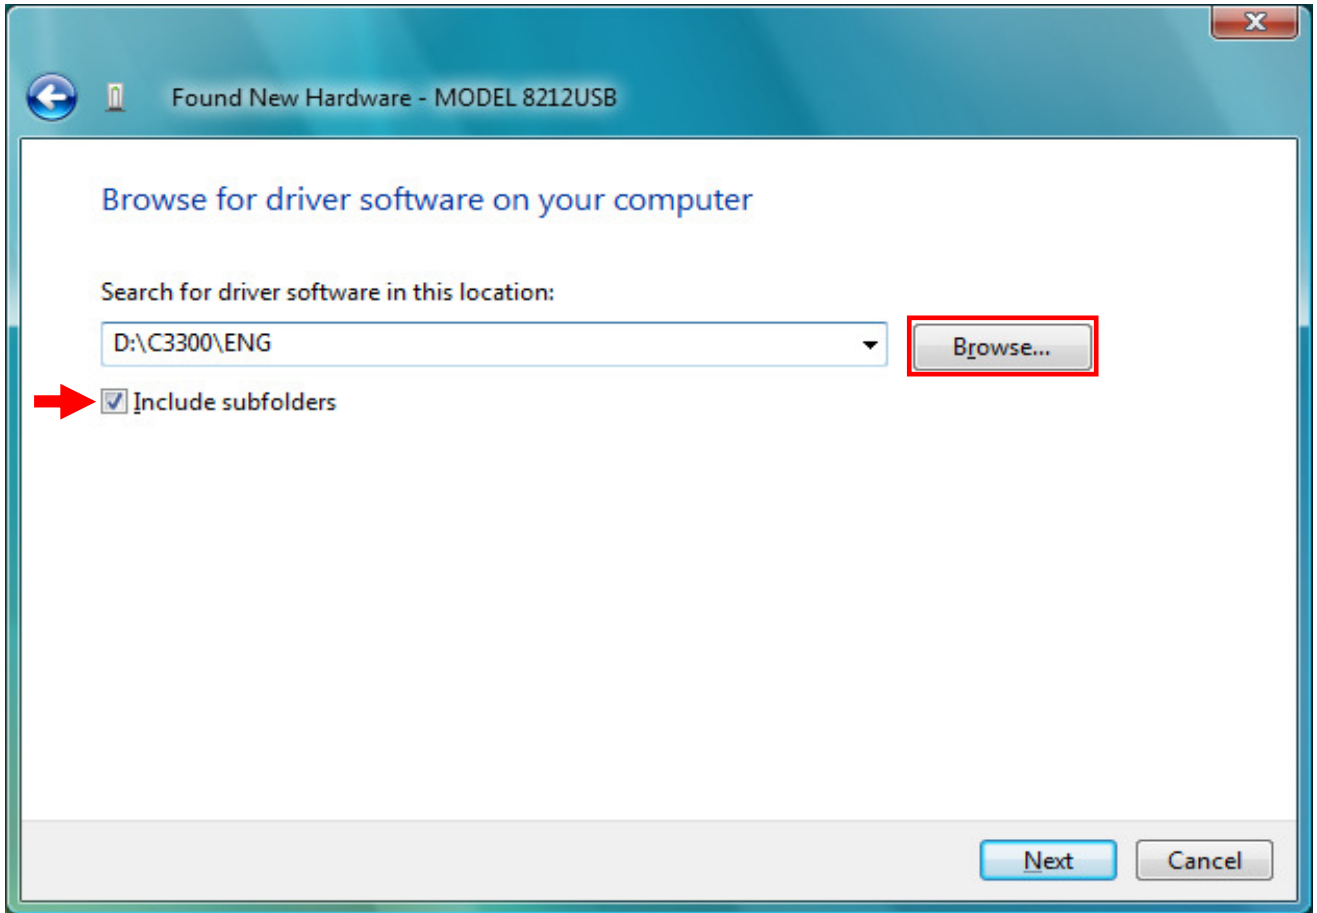 Found New Hardware - MODEL 8212USB
Browse for driver software on your computer
Search for driver software in this location:
D:\C3300\ENG
Browse...
Include subfolders
Next
Cancel